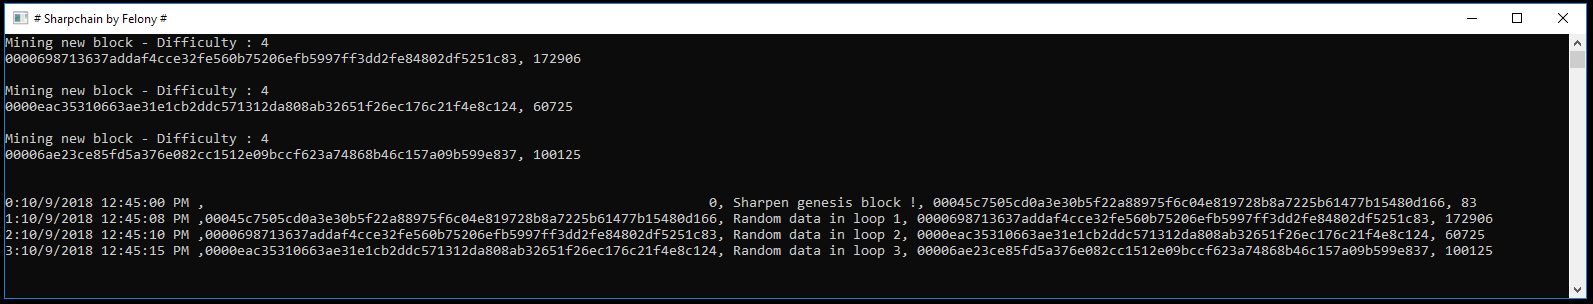 # Sharpchain by Felony #
Mining new block - Difficulty : 4
0000698713637addaf4cce32fe560b75206efb5997ff3dd2fe84802df5251c83, 172906
Mining new block - Difficulty : 4
0000eac35310663ae31e1cb2ddc571312da808ab32651f26ec176c21f4e8c124, 60725
Mining new block - Difficulty : 4
00006ae23ce85fd5a376e082cc1512e09bccf623a74868b46c157a09b599e837, 100125
0:10/9/2018 12:45:00 PM , 0, Sharpen genesis block !, 00045c7505cd0a3e30b5f22a88975f6c04e819728b8a7225b61477b15480d166, 83
1:10/9/2018 12:45:08 PM ,00045c7505cd0a3e30b5f22a88975f6c04e819728b8a7225b61477b15480d166, Random data in loop 1, 0000698713637addaf4cce32fe560b75206efb5997ff3dd2fe84802df5251c83, 172906
2:10/9/2018 12:45:10 PM ,0000698713637addaf4cce32fe560b75206efb5997ff3dd2fe84802df5251c83, Random data in loop 2, 0000eac35310663ae31e1cb2ddc571312da808ab32651f26ec176c21f4e8c124, 60725
3:10/9/2018 12:45:15 PM ,0000eac35310663ae31e1cb2ddc571312da808ab32651f26ec176c21f4e8c124, Random data in loop 3, 00006ae23ce85fd5a376e082cc1512e09bccf623a74868b46c157a09b599e837, 100125